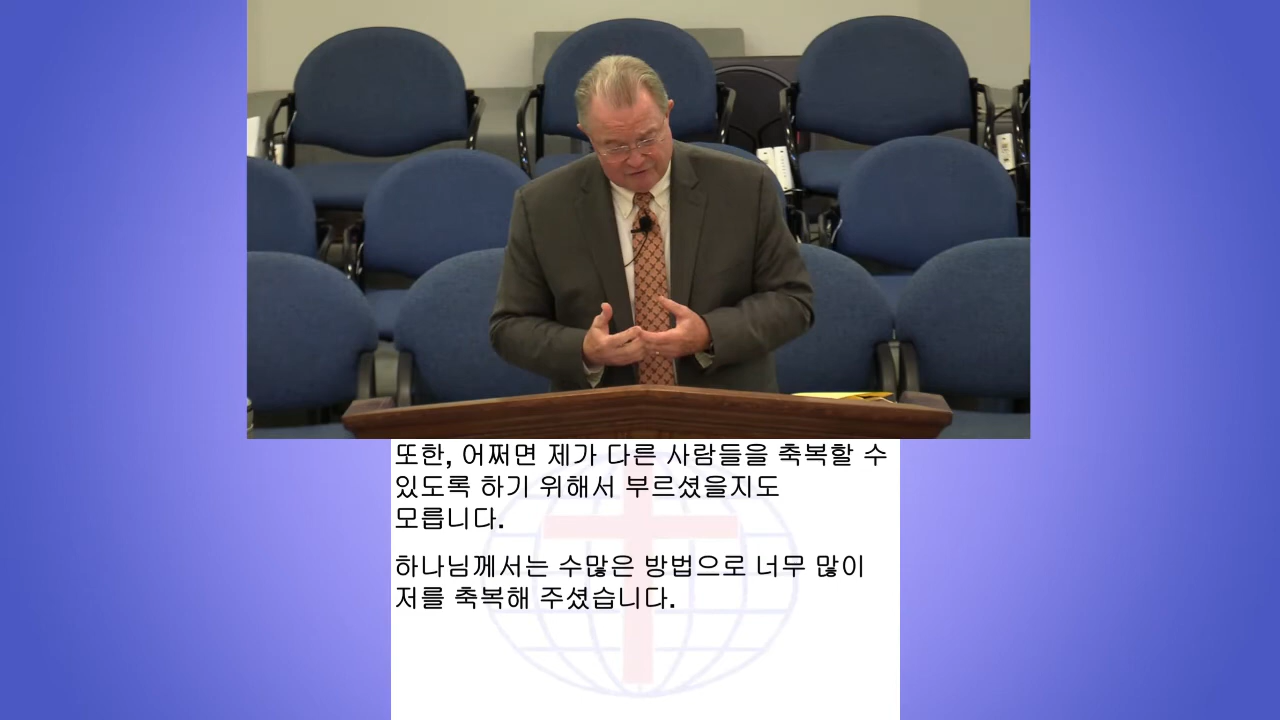 또한, 어쩌면 제가 다른 사람들을 축복할 수
있도록 하기 위해서 부르셨을지도
모릅니다.
하나님께서는 수많은 방법으로 너무 많이
저를 축복해 주셨습니다.